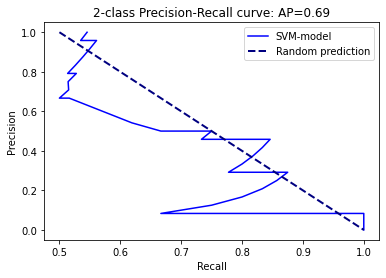 2-class Precision-Recall curve: AP=0.69
SVM-model
Random prediction
Precision
1.0
0.8
0.6
0.4
0.2
0.0
0.5
0.6
0.7
0.8
0.9
1.0
Recall